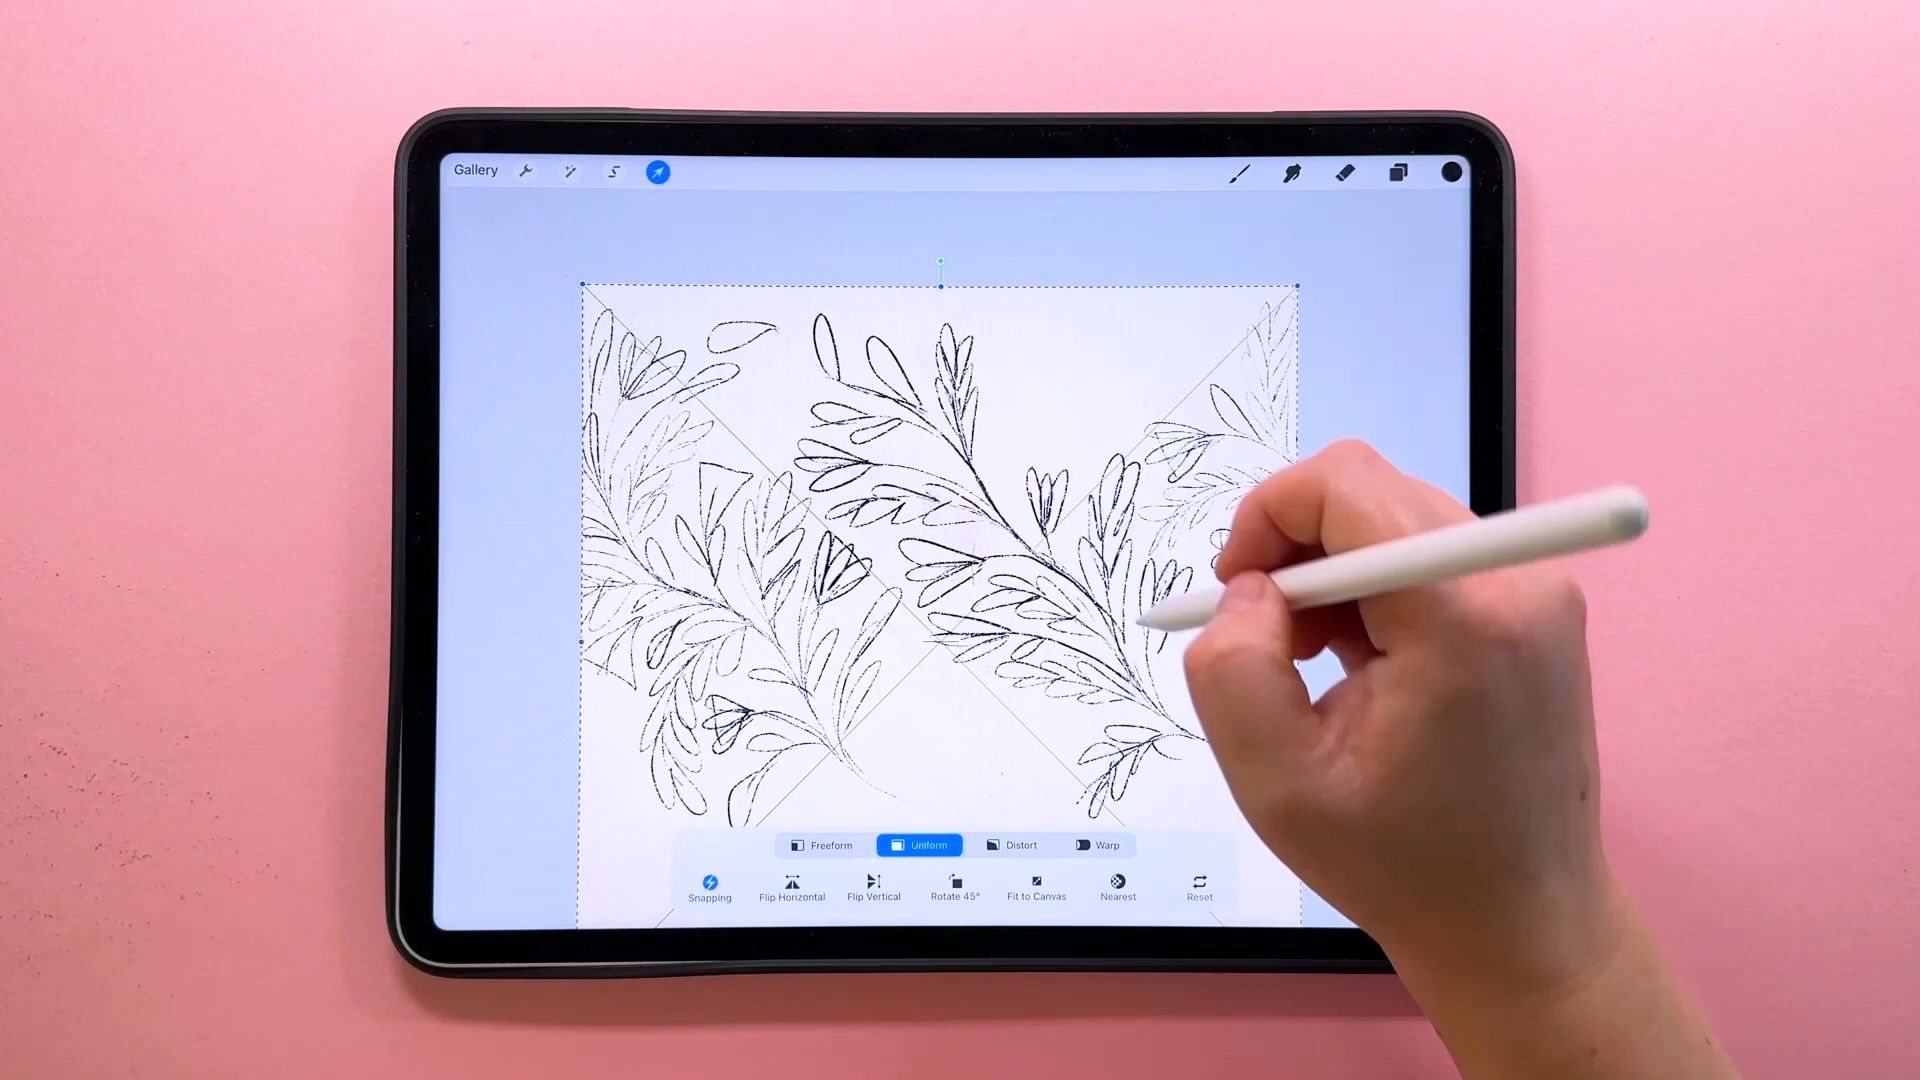 Gallery
Freeform Uniform Distort Warp
Snapping Flip Horizontal Flip Vertical Rotate 45° Fit to Canvas Nearest Reset